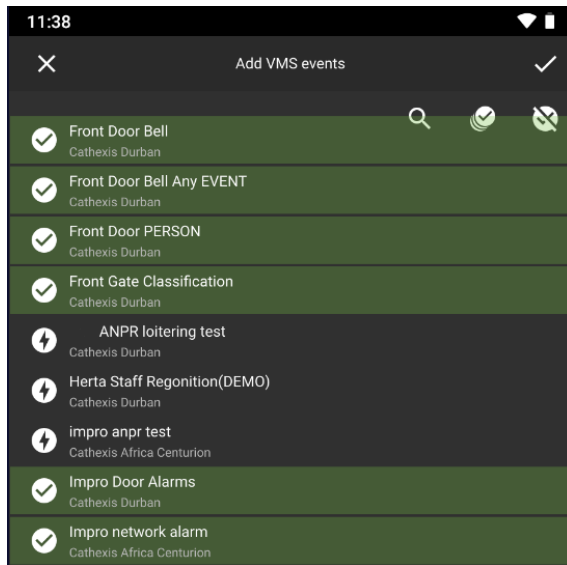 11:38
Add VMS events
Front Door Bell
Cathexis Durban
Front Door Bell Any EVENT
Cathexis Durban
Front Door PERSON
Cathexis Durban
Front Gate Classification
Cathexis Durban
ANPR loitering test
Cathexis Durban
Herta Staff Regonition(DEMO)
Cathexis Durban
impro anpr test
Cathexis Africa Centurion
Impro Door Alarms
Cathexis Durban
Impro network alarm
Cathexis Africa Centurion